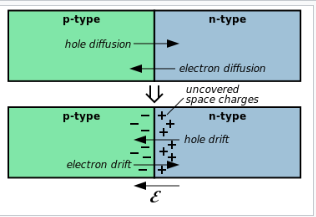 p-type n-type
hole diffusion
electron diffusion
uncovered
space charges
p-type n-type
hole drift
electron drift
ℰ